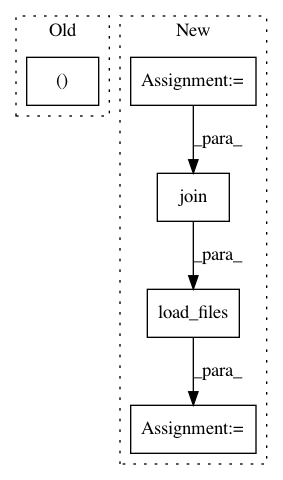 Old
()
New
Assignment:=
_para_
join
_para_
load_files
_para_
Assignment:=